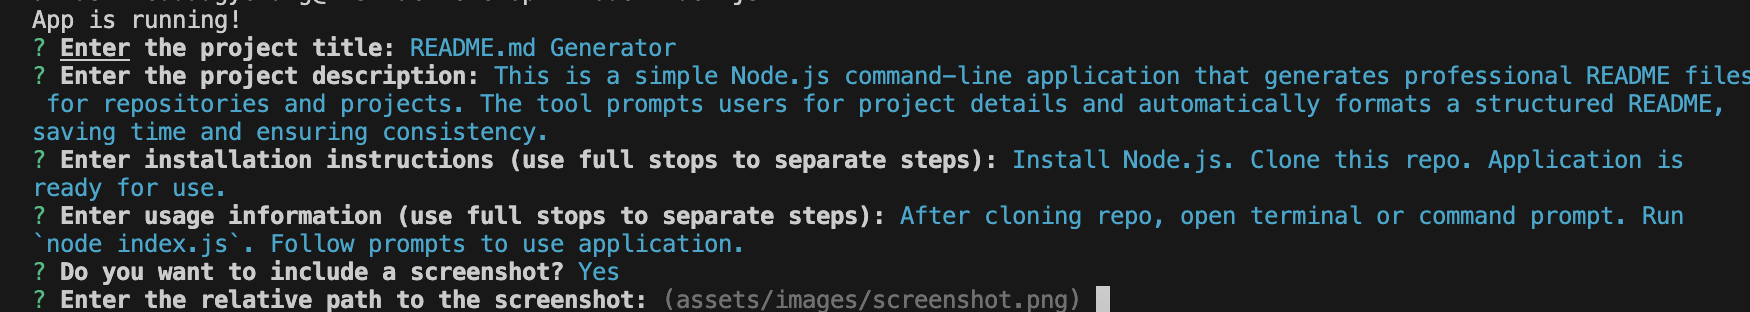 App is running!
? Enter the project title: README.md Generator
? Enter the project description: This is a simple Node.js command-line application that generates professional README files
for repositories and projects. The tool prompts users for project details and automatically formats a structured README,
saving time and ensuring consistency.
? Enter installation instructions (use full stops to separate steps): Install Node.js. Clone this repo. Application is
ready for use.
? Enter usage information (use full stops to separate steps): After cloning repo, open terminal or command prompt. Run
`node index.js`. Follow prompts to use application.
? Do you want to include a screenshot? Yes
? Enter the relative path to the screenshot: (assets/images/screenshot.png)